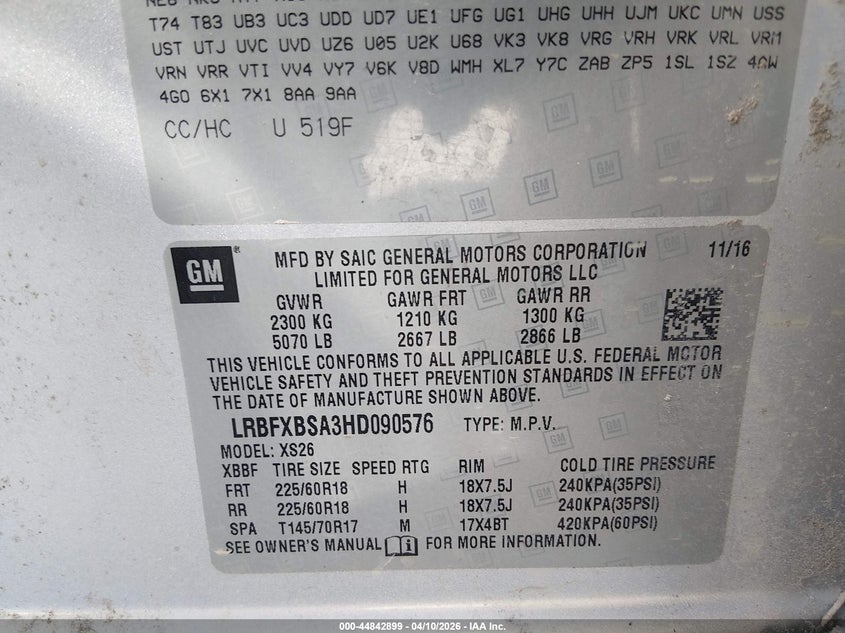 T74 T83 UB3 UC3 UDD UD7 UE1 UFG UG1 UHG UHH UJM UKC UMN USS
UST UTJ UVC UVD UZ6 U05 U2K U68 VK3 VK8 VRG VRH VRK VRL VRM
VRN VRR VTI VV4 VY7 V6K V8D WMH XL7 Y7C ZAB ZP5 1SL 1SZ 4GW
4G0 6X1 7X1 8AA 9AA
CC/HC U 519F
GM
MFD BY SAIC GENERAL MOTORS CORPORATION 11/16
LIMITED FOR GENERAL MOTORS LLC
GVWR GAWR FRT GAWR RR
2300 KG 1210 KG 1300 KG
5070 LB 2667 LB 2866 LB
THIS VEHICLE CONFORMS TO ALL APPLICABLE U.S. FEDERAL MOTOR
VEHICLE SAFETY AND THEFT PREVENTION STANDARDS IN EFFECT ON
THE DATE OF MANUFACTURE SHOWN ABOVE.
LRBFXBSA3HD090576 TYPE: M.P.V.
MODEL: XS26
XBBF TIRE SIZE SPEED RTG RIM COLD TIRE PRESSURE
FRT 225/60R18 H 18X7.5J 240KPA(35PSI)
RR 225/60R18 H 18X7.5J 240KPA(35PSI)
SPA T145/70R17 M 17X4BT 420KPA(60PSI)
SEE OWNER'S MANUAL FOR MORE INFORMATION.
000-44842899 - 04/10/2026 - IAA Inc.